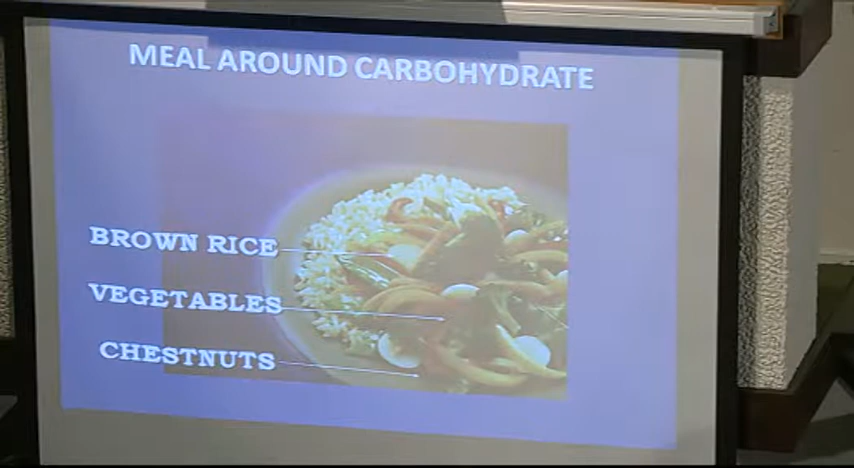 MEAL AROUND CARBOHYDRATE
BROWN RICE
VEGETABLES
CHESTNUTS